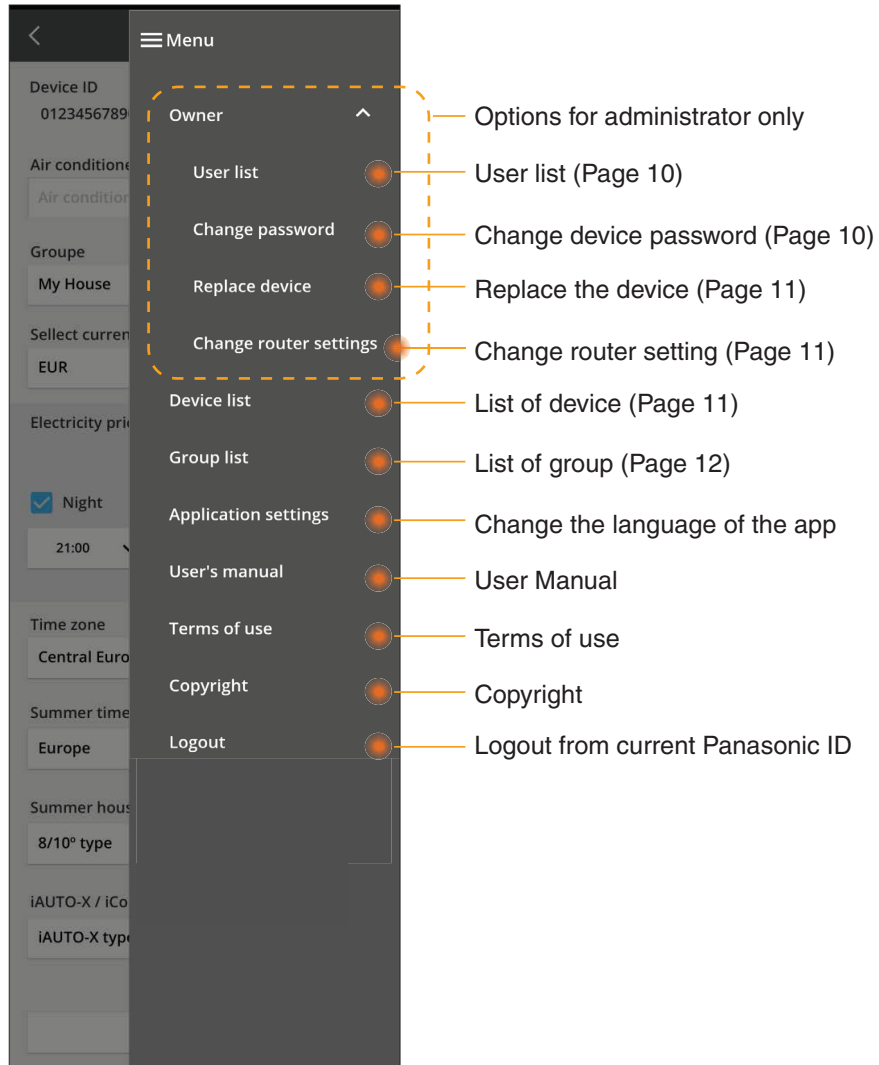 Menu
Device ID
0123456789
Owner
Options for administrator only
Air conditione
Air condition
User list
User list (Page 10)
Groupe
My House
Change password
Change device password (Page 10)
Replace device
Replace the device (Page 11)
Sellect curren
EUR
Change router settings
Change router setting (Page 11)
Device list
List of device (Page 11)
Electricity pri
Group list
List of group (Page 12)
Night
21:00
Application settings
Change the language of the app
User's manual
User Manual
Time zone
Central Euro
Terms of use
Terms of use
Copyright
Copyright
Summer time
Europe
Logout
Logout from current Panasonic ID
Summer hous
8/10° type
iAUTO-X / iCo
iAUTO-X type